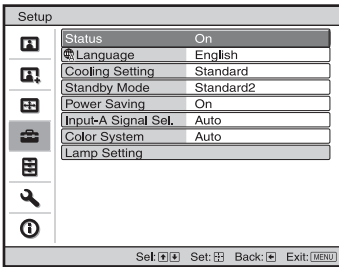 Setup
Status On
Language English
Cooling Setting Standard
Standby Mode Standard2
Power Saving On
Input-A Signal Sel. Auto
Color System Auto
Lamp Setting
Sel: Set: Back: Exit: MENU